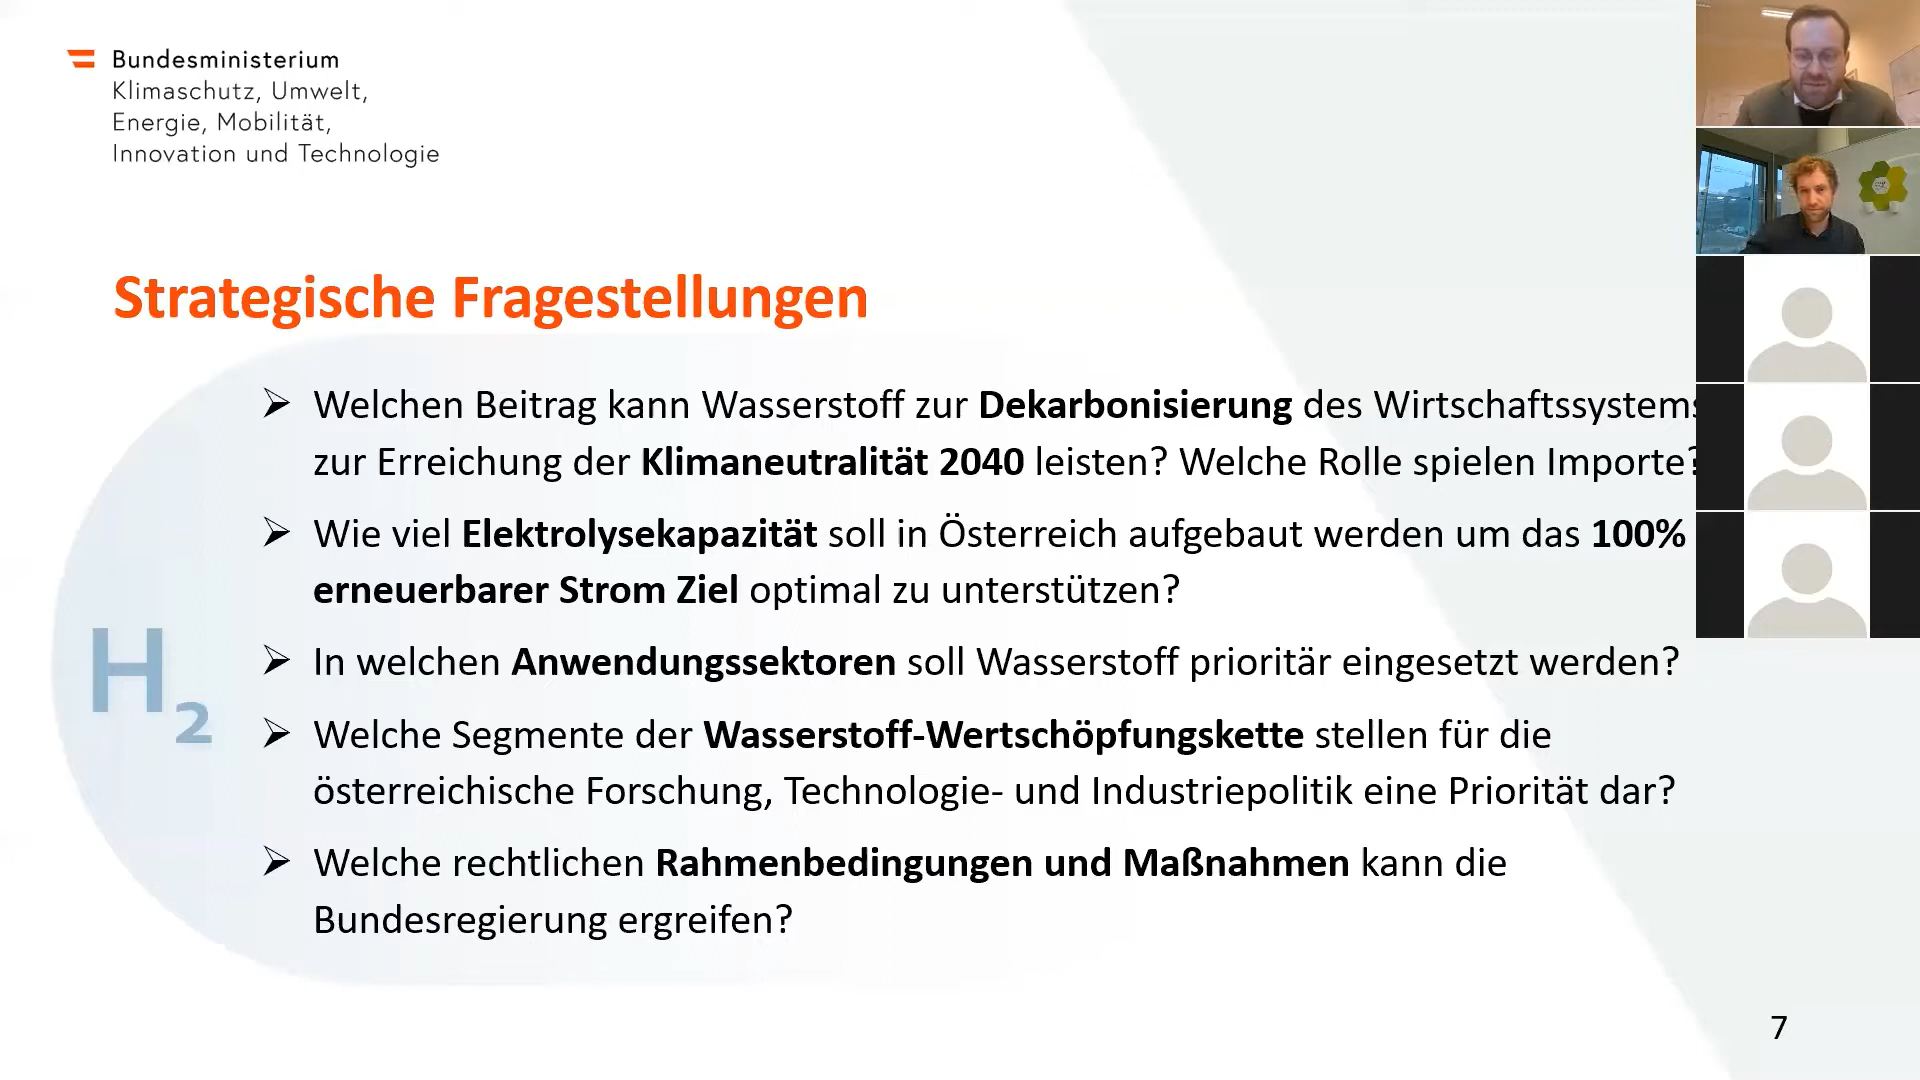 Bundesministerium
Klimaschutz, Umwelt,
Energie, Mobilität,
Innovation und Technologie
Strategische Fragestellungen
➢ Welchen Beitrag kann Wasserstoff zur Dekarbonisierung des Wirtschaftssystems
zur Erreichung der Klimaneutralität 2040 leisten? Welche Rolle spielen Importe?
➢ Wie viel Elektrolysekapazität soll in Österreich aufgebaut werden um das 100%
erneuerbarer Strom Ziel optimal zu unterstützen?
➢ In welchen Anwendungssektoren soll Wasserstoff prioritär eingesetzt werden?
➢ Welche Segmente der Wasserstoff-Wertschöpfungskette stellen für die
österreichische Forschung, Technologie- und Industriepolitik eine Priorität dar?
➢ Welche rechtlichen Rahmenbedingungen und Maßnahmen kann die
Bundesregierung ergreifen?
H₂
7